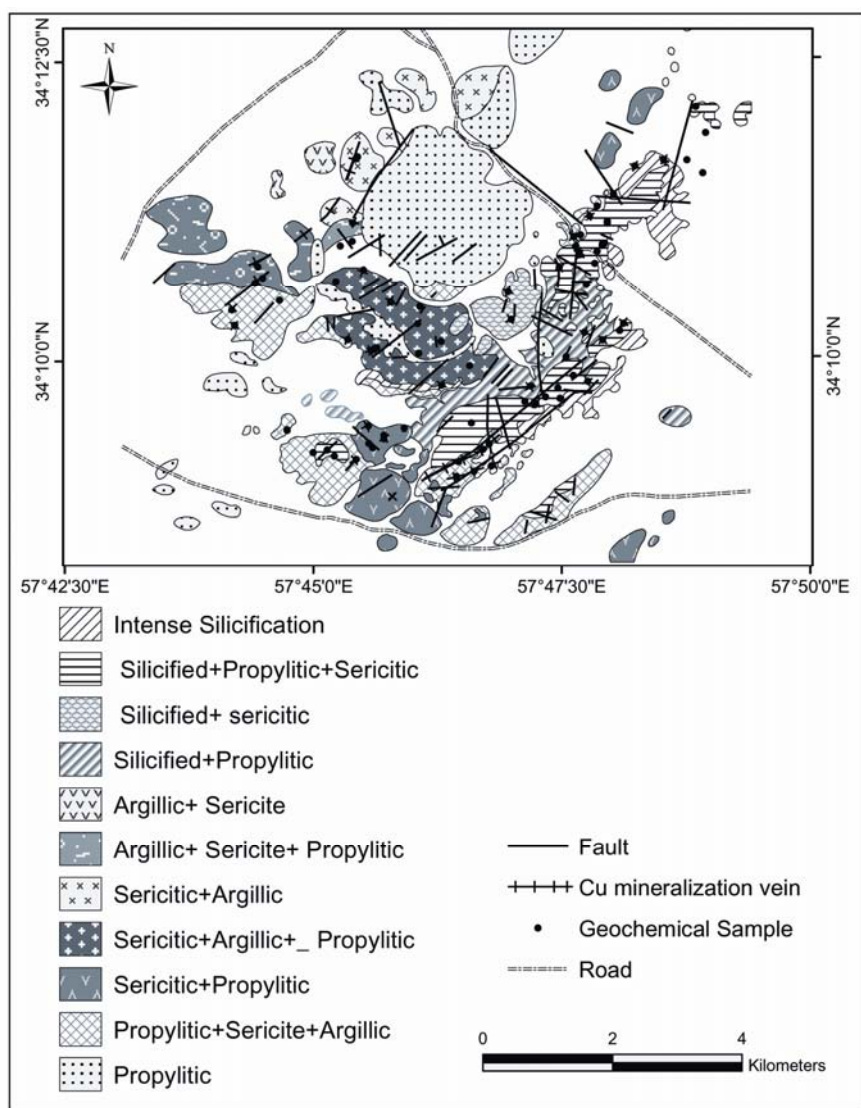 N
34°12'30"N
34°10'0"N
34°10'0"N
57°42'30"E
57°45'0"E
57°47'30"E
57°50'0"E
Intense Silicification
Silicified+Propylitic+Sericitic
Silicified+ sericitic
Silicified+Propylitic
Argillic+ Sericite
Argillic+ Sericite+ Propylitic
Sericitic+Argillic
Sericitic+Argillic+_ Propylitic
Sericitic+Propylitic
Propylitic+Sericite+Argillic
Propylitic
Fault
Cu mineralization vein
Geochemical Sample
Road
0 2 4
Kilometers